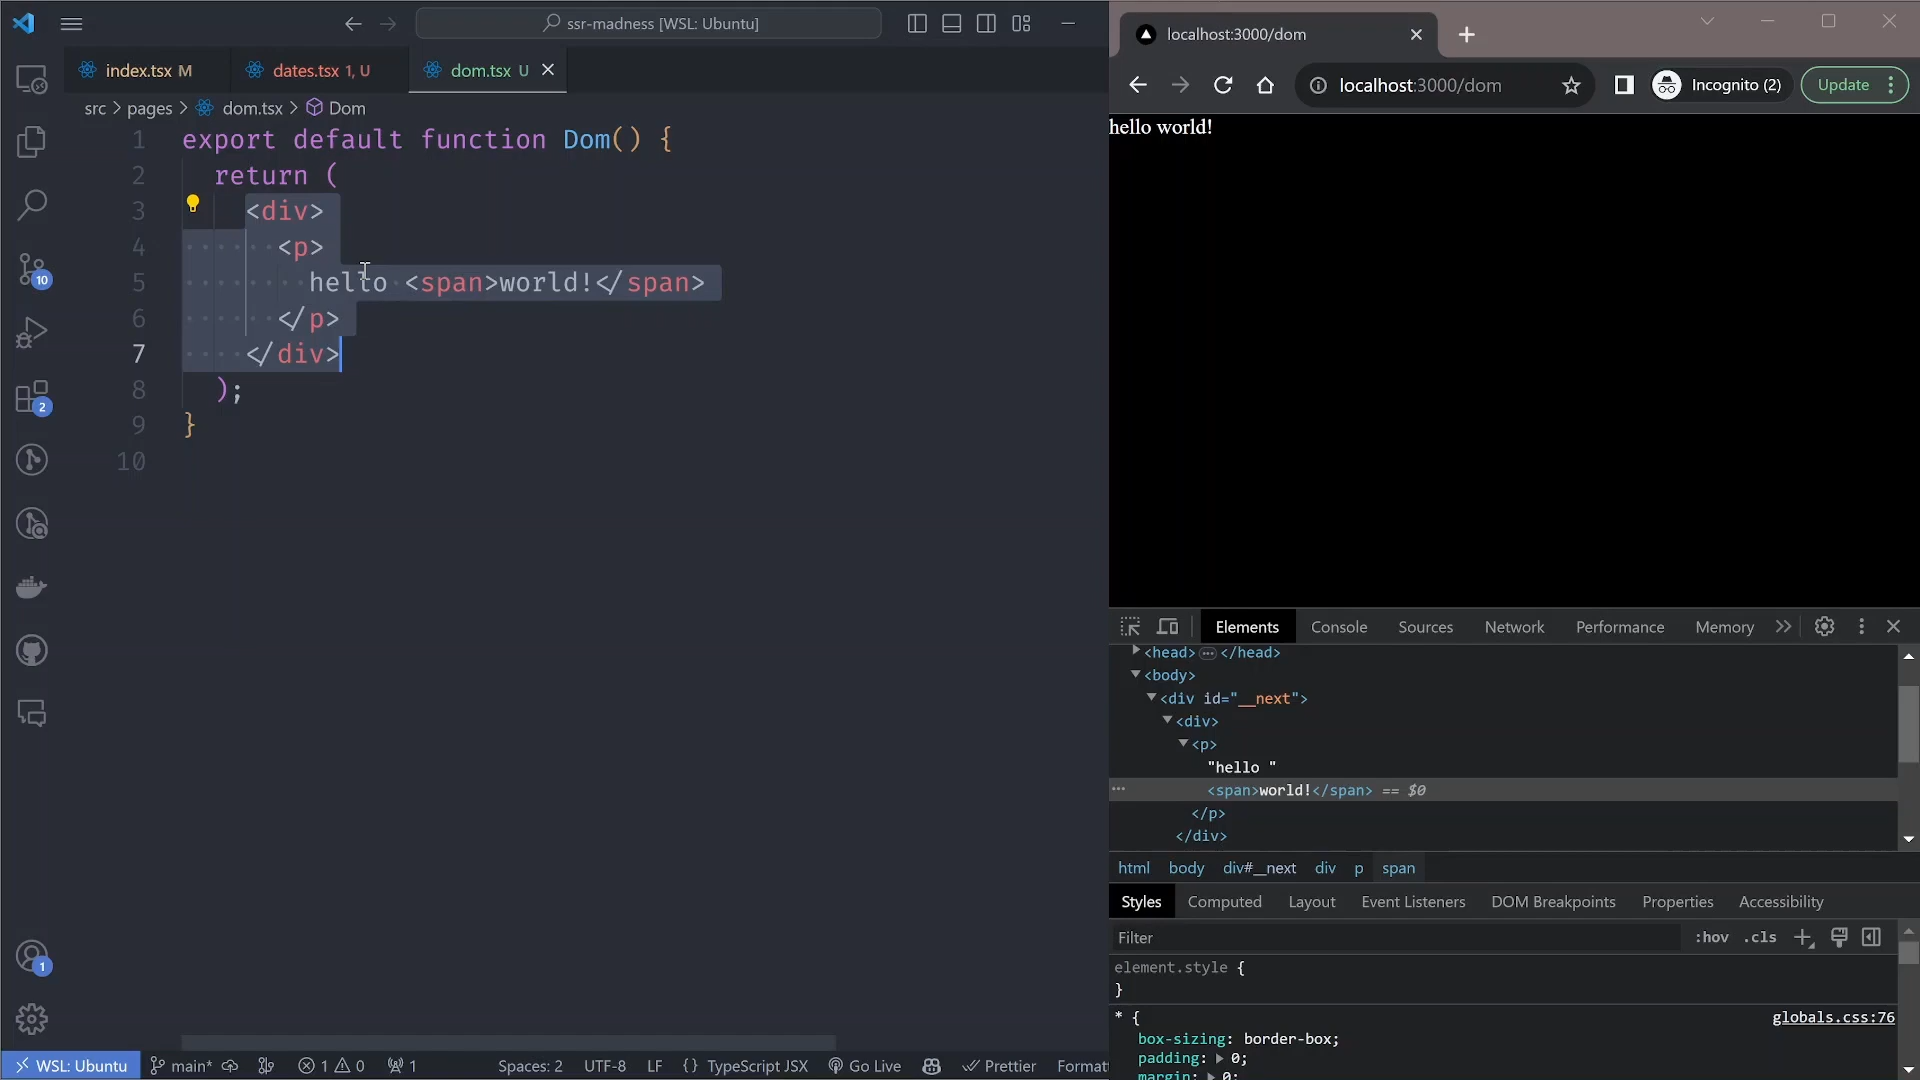 ssr-madness [WSL: Ubuntu]
index.tsx M
dates.tsx 1, U
dom.tsx U
src > pages > dom.tsx > Dom
1 export default function Dom() {
2 return (
3 <div>
4 <p>
5 hello <span>world!</span>
6 </p>
7 </div>
8 );
9 }
10
10
2
1
WSL: Ubuntu
main*
1 0
1
Spaces: 2
UTF-8
LF
{ } TypeScript JSX
Go Live
Prettier
Format
localhost:3000/dom
localhost:3000/dom
Incognito (2)
Update
hello world!
Elements
Console
Sources
Network
Performance
Memory
<head> … </head>
<body>
<div id="__next">
<div>
<p>
"hello "
<span>world!</span> == $0
</p>
</div>
html body div#__next div p span
Styles
Computed
Layout
Event Listeners
DOM Breakpoints
Properties
Accessibility
Filter
:hov .cls
element.style {
}
* {
globals.css:76
box-sizing: border-box;
padding: 0;
margin: 0;